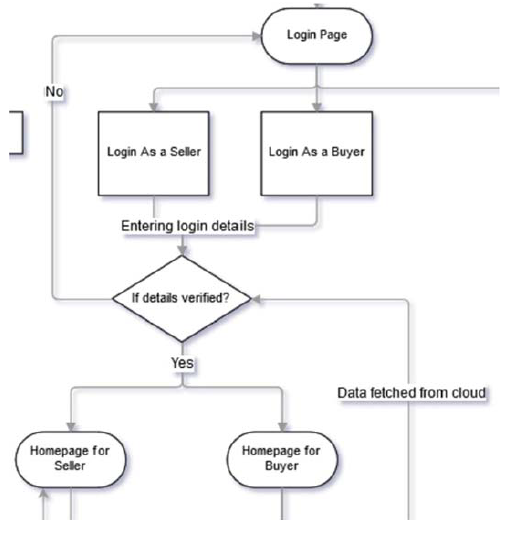 Login Page
No
Login As a Seller
Login As a Buyer
Entering login details
If details verified?
Yes
Data fetched from cloud
Homepage for
Seller
Homepage for
Buyer